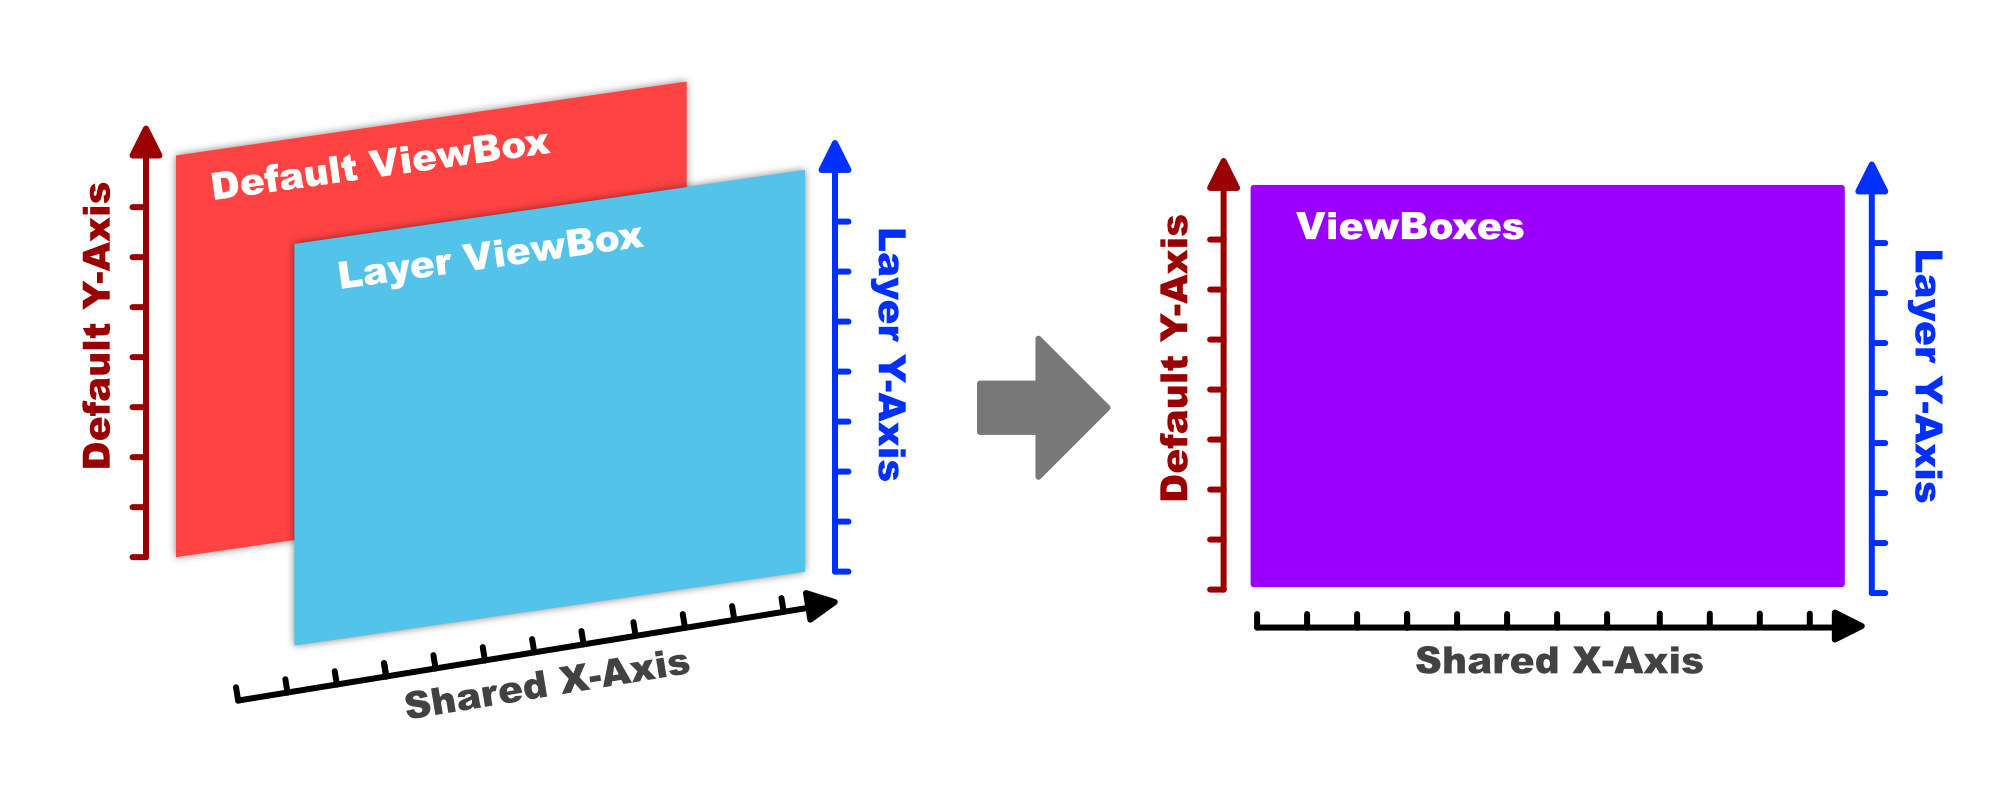 Default Y-Axis
Default ViewBox
Layer ViewBox
Layer Y-Axis
Shared X-Axis
Default Y-Axis
ViewBoxes
Layer Y-Axis
Shared X-Axis